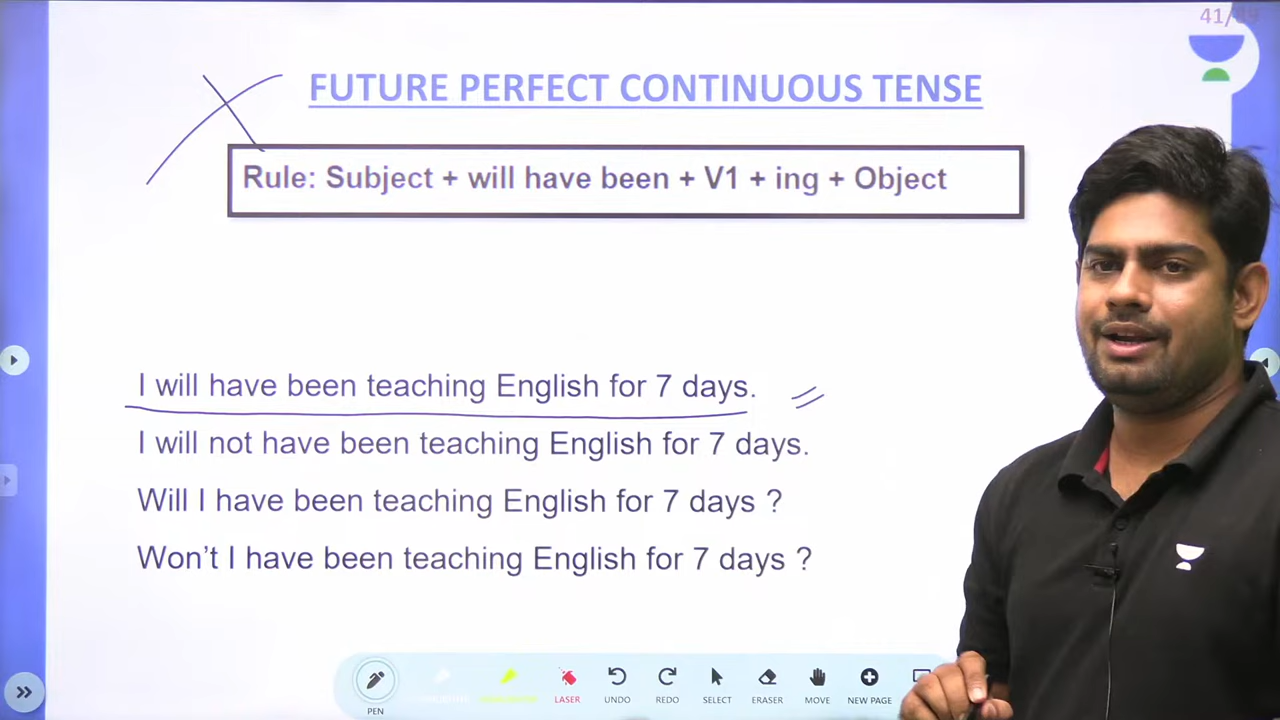 41/89
FUTURE PERFECT CONTINUOUS TENSE
Rule: Subject + will have been + V1 + ing + Object
I will have been teaching English for 7 days.
I will not have been teaching English for 7 days.
Will I have been teaching English for 7 days ?
Won’t I have been teaching English for 7 days ?
PEN
LASER
UNDO
REDO
SELECT
ERASER
MOVE
NEW PAGE